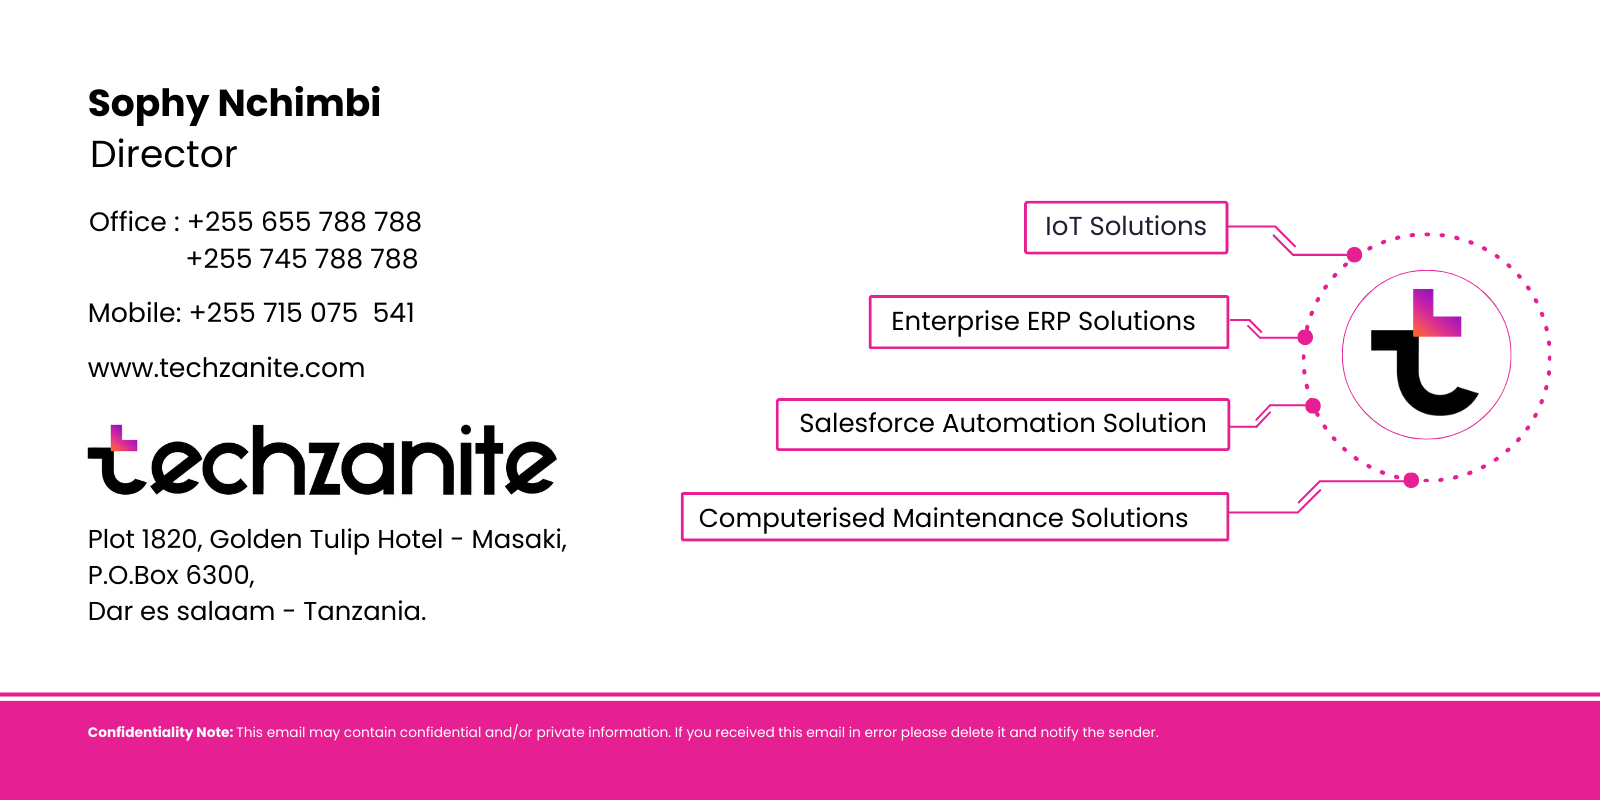 Sophy Nchimbi
Director
Office : +255 655 788 788
+255 745 788 788
Mobile: +255 715 075  541
www.techzanite.com
techzanite
Plot 1820, Golden Tulip Hotel - Masaki,
P.O.Box 6300,
Dar es salaam - Tanzania.
IoT Solutions
Enterprise ERP Solutions
Salesforce Automation Solution
Computerised Maintenance Solutions
t
Confidentiality Note: This email may contain confidential and/or private information. If you received this email in error please delete it and notify the sender.